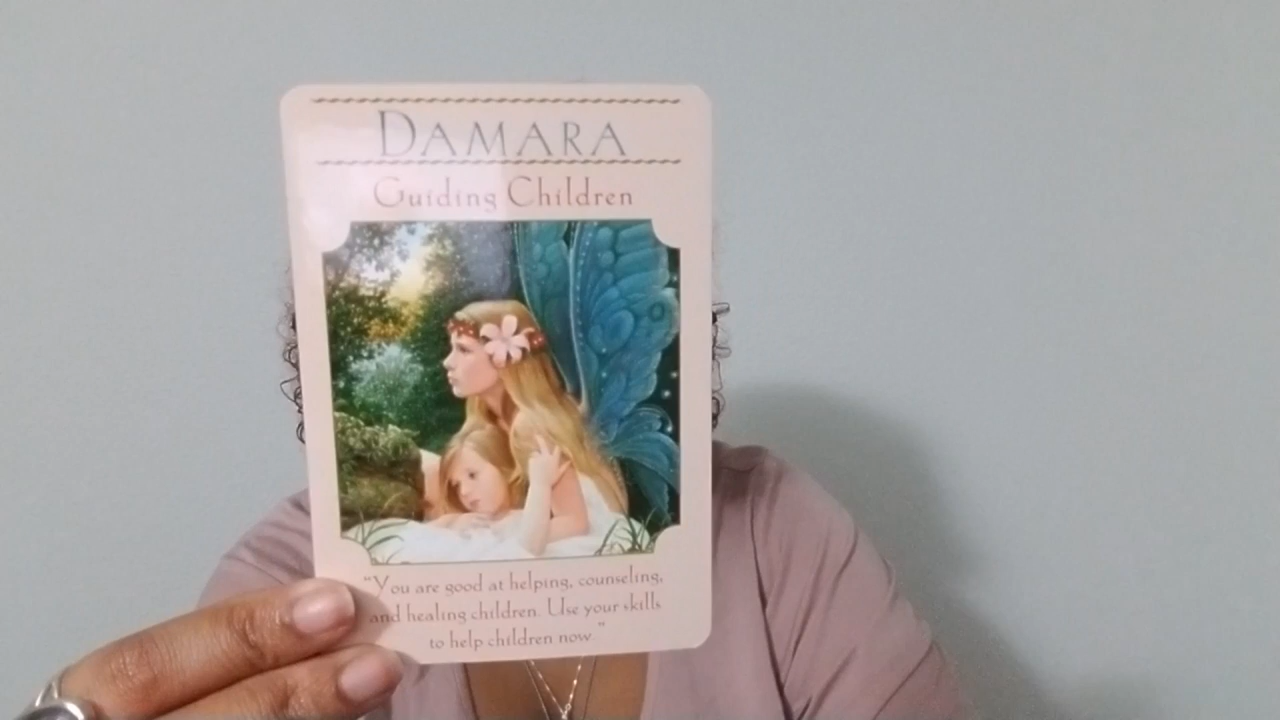 DAMARA
Guiding Children
"You are good at helping, counseling,
and healing children. Use your skills
to help children now."